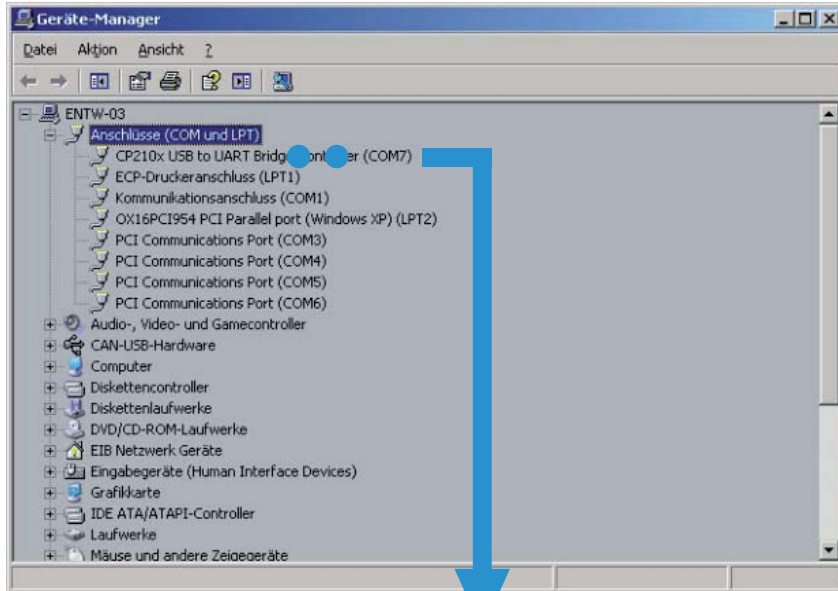 Geräte-Manager
Datei Aktion Ansicht ?
ENTW-03
Anschlüsse (COM und LPT)
CP210x USB to UART (COM7)
ECP-Druckeranschluss (LPT1)
Kommunikationsanschluss (COM1)
OX16PCI954 PCI Parallel port (Windows XP) (LPT2)
PCI Communications Port (COM3)
PCI Communications Port (COM4)
PCI Communications Port (COM5)
PCI Communications Port (COM6)
Audio-, Video- und Gamecontroller
CAN-USB-Hardware
Computer
Diskettencontroller
Diskettenlaufwerke
DVD/CD-ROM-Laufwerke
EIB Netzwerk Geräte
Eingabegeräte (Human Interface Devices)
Grafikkarte
IDE ATA/ATAPI-Controller
Laufwerke
Mäuse und andere Zeigegeräte